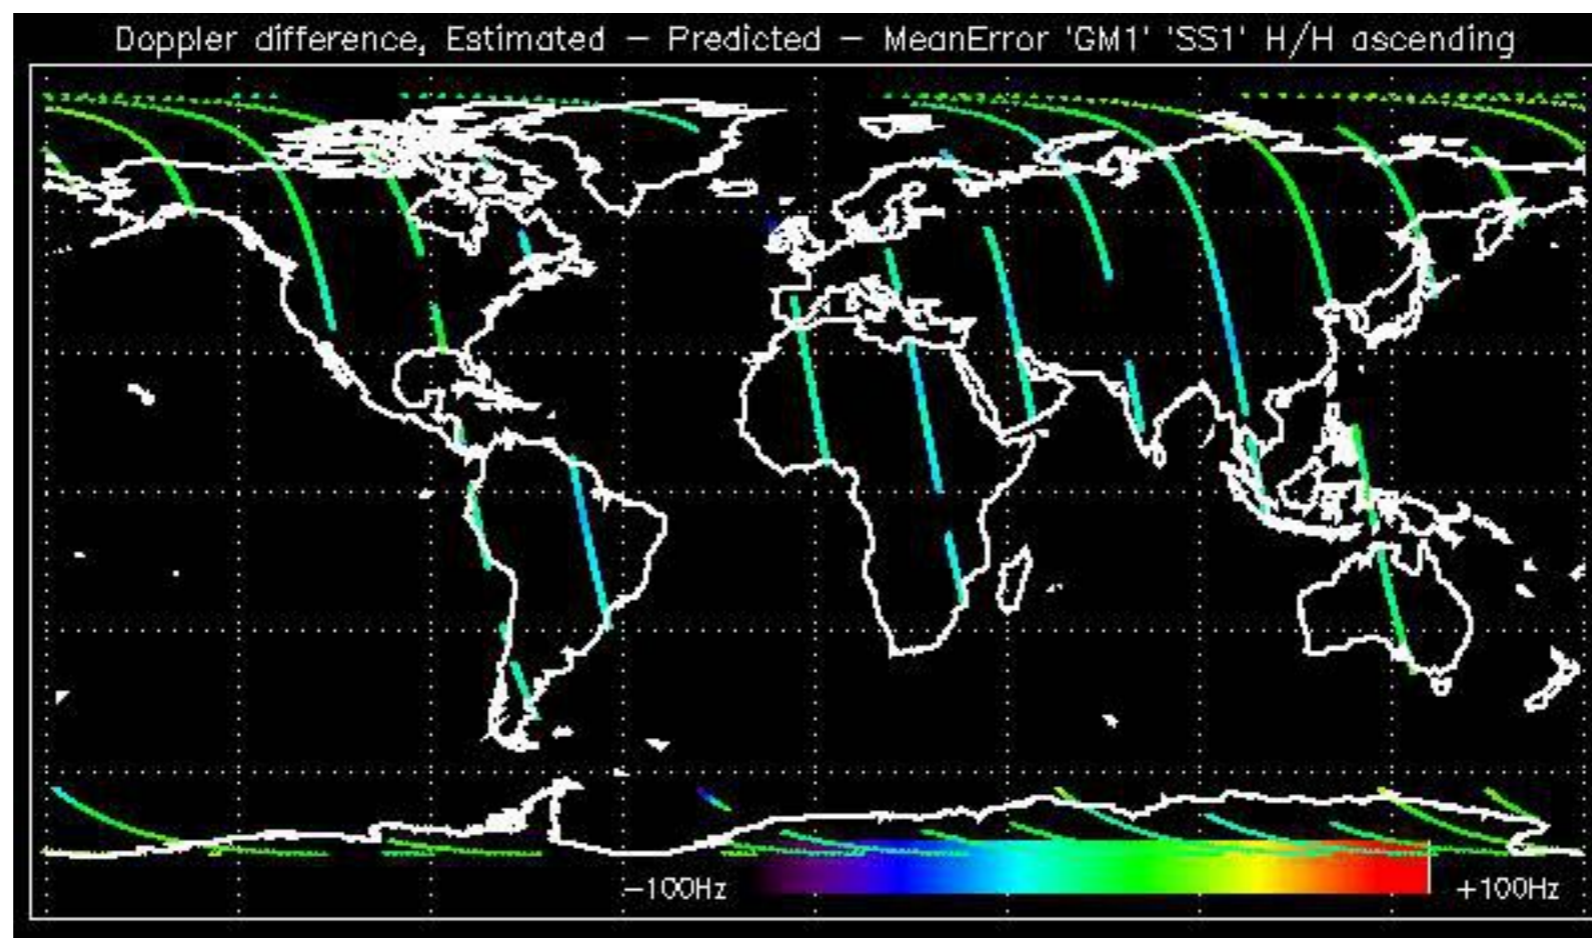 Doppler difference, Estimated – Predicted – MeanError 'GM1' 'SS1' H/H ascending
-100Hz +100Hz